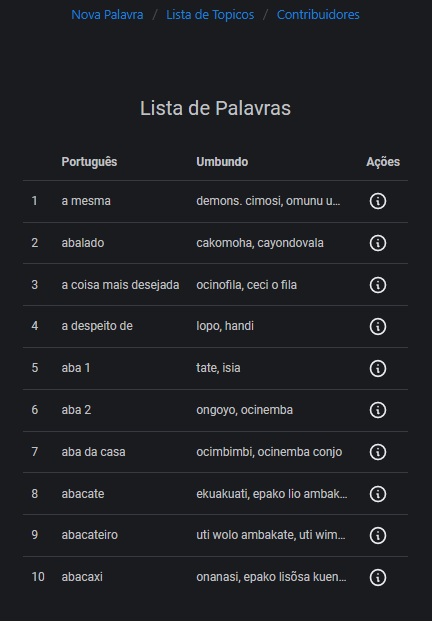 Nova Palavra / Lista de Topicos / Contribuidores
Lista de Palavras
Português Umbundo Ações
1 a mesma demons. cimosi, omunu u...
2 abalado cakomoha, cayondovala
3 a coisa mais desejada ocinofila, ceci o fila
4 a despeito de lopo, handi
5 aba 1 tate, isia
6 aba 2 ongoyo, ocinemba
7 aba da casa ocimbimbi, ocinemba conjo
8 abacate ekuakuati, epako lio ambak...
9 abacateiro uti wolo ambakate, uti wim...
10 abacaxi onanasi, epako lisõsa kuen...